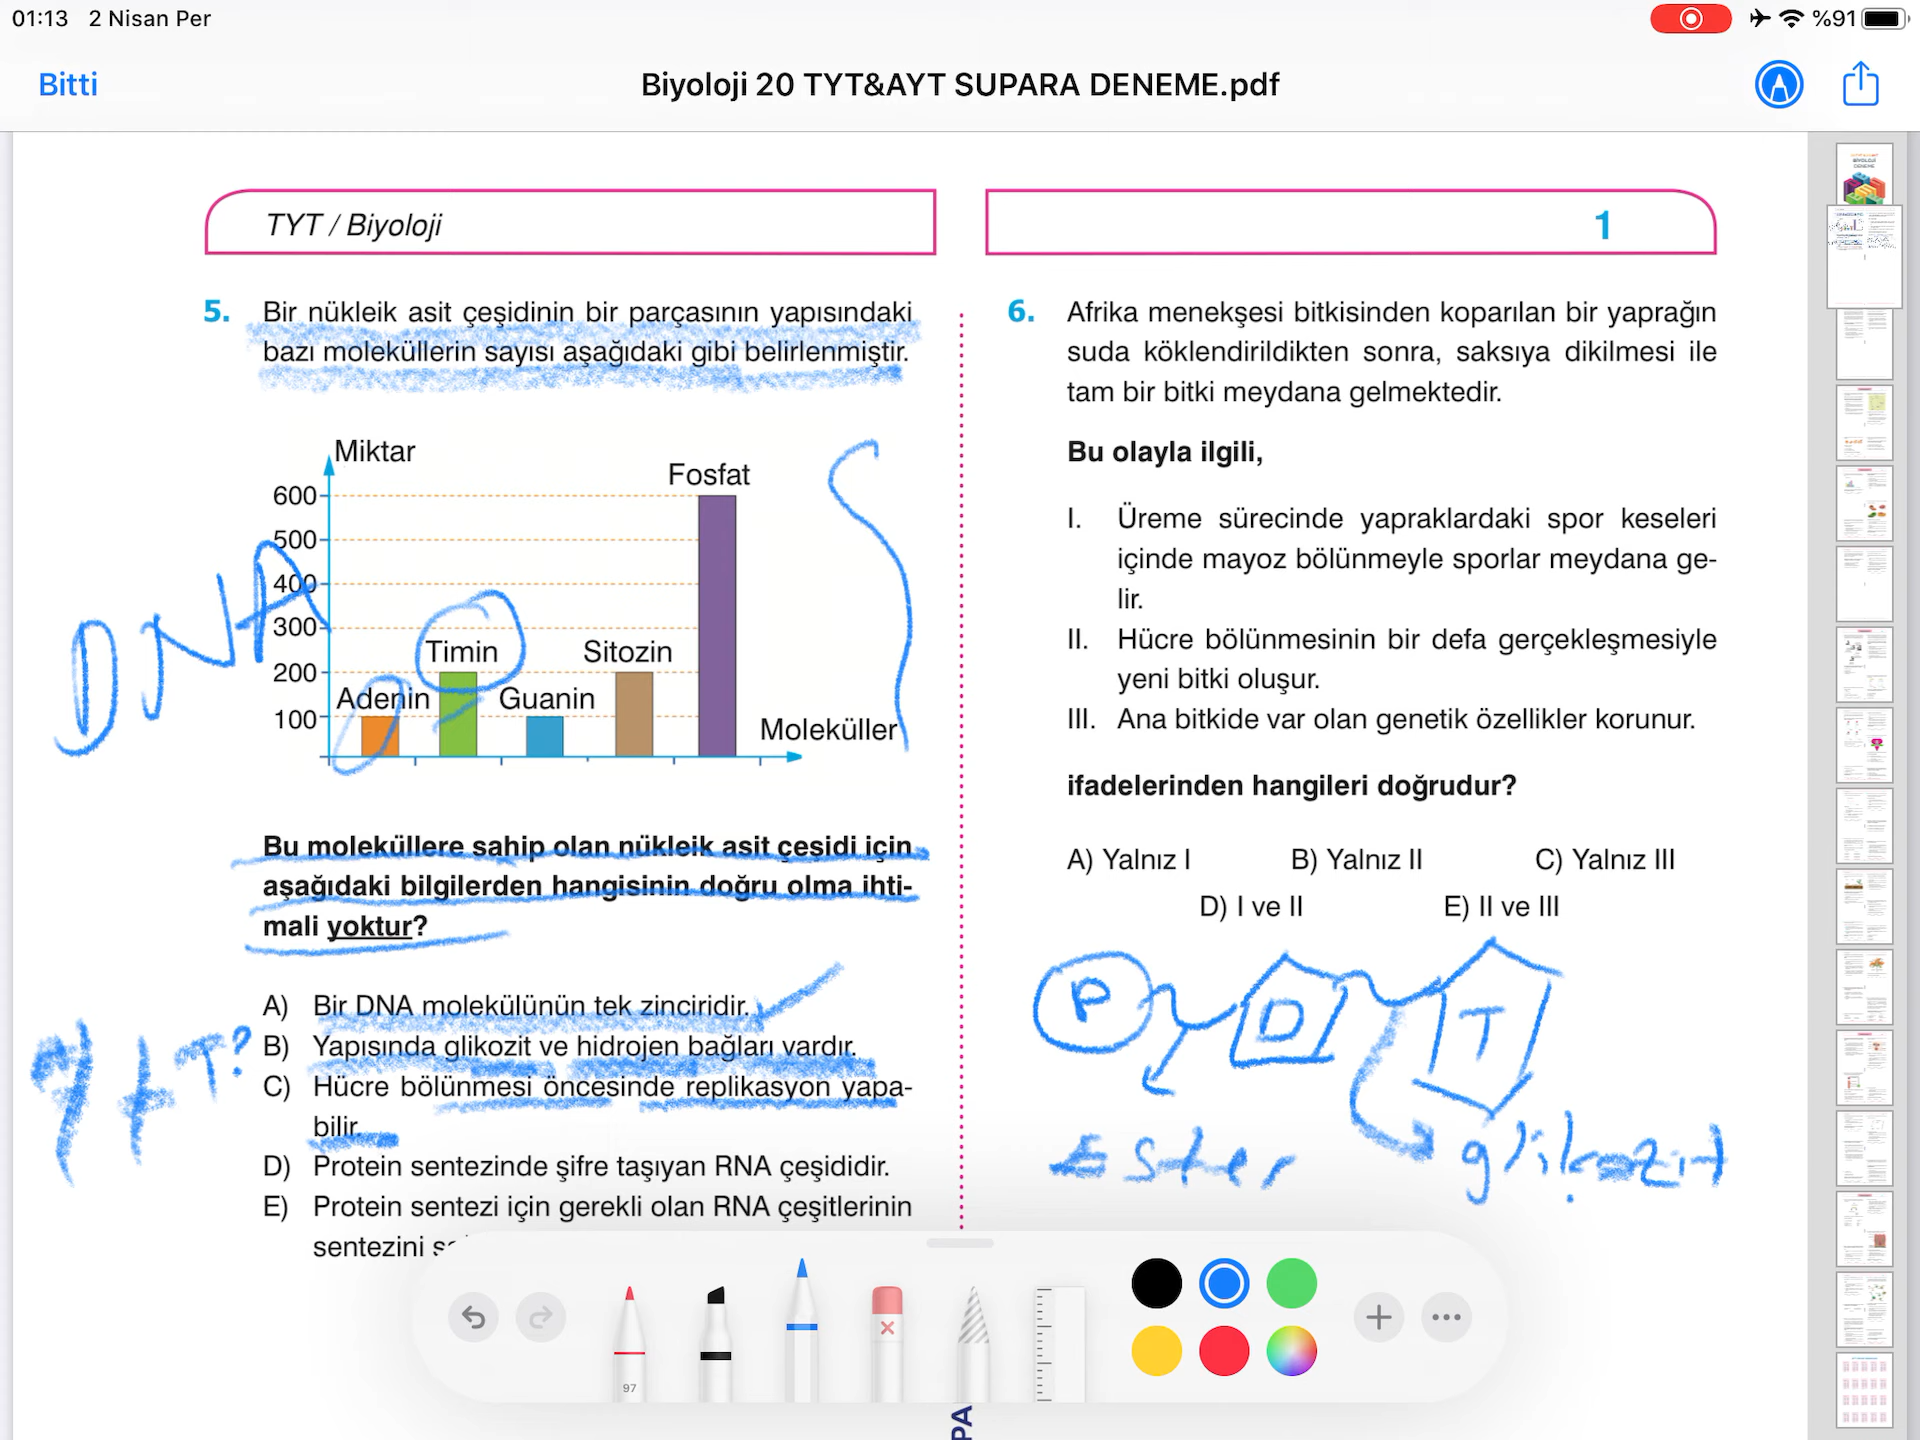 01:13 2 Nisan Per
%91
Bitti
Biyoloji 20 TYT&AYT SUPARA DENEME.pdf
TYT / Biyoloji
1
5. Bir nükleik asit çeşidinin bir parçasının yapısındaki
bazı moleküllerin sayısı aşağıdaki gibi belirlenmiştir.
Miktar
Fosfat
600
500
400
300
200
100
Timin
Sitozin
Adenin
Guanin
Moleküller
DNA
Bu moleküllere sahip olan nükleik asit çeşidi için
aşağıdaki bilgilerden hangisinin doğru olma ihti-
mali yoktur?
A) Bir DNA molekülünün tek zinciridir.
B) Yapısında glikozit ve hidrojen bağları vardır.
C) Hücre bölünmesi öncesinde replikasyon yapa-
bilir.
D) Protein sentezinde şifre taşıyan RNA çeşididir.
E) Protein sentezi için gerekli olan RNA çeşitlerinin
sentezini
T?
6. Afrika menekşesi bitkisinden koparılan bir yaprağın
suda köklendirildikten sonra, saksıya dikilmesi ile
tam bir bitki meydana gelmektedir.
Bu olayla ilgili,
I. Üreme sürecinde yapraklardaki spor keseleri
içinde mayoz bölünmeyle sporlar meydana ge-
lir.
II. Hücre bölünmesinin bir defa gerçekleşmesiyle
yeni bitki oluşur.
III. Ana bitkide var olan genetik özellikler korunur.
ifadelerinden hangileri doğrudur?
A) Yalnız I B) Yalnız II C) Yalnız III
D) I ve II E) II ve III
P D T
Ester glikozit
97
PA